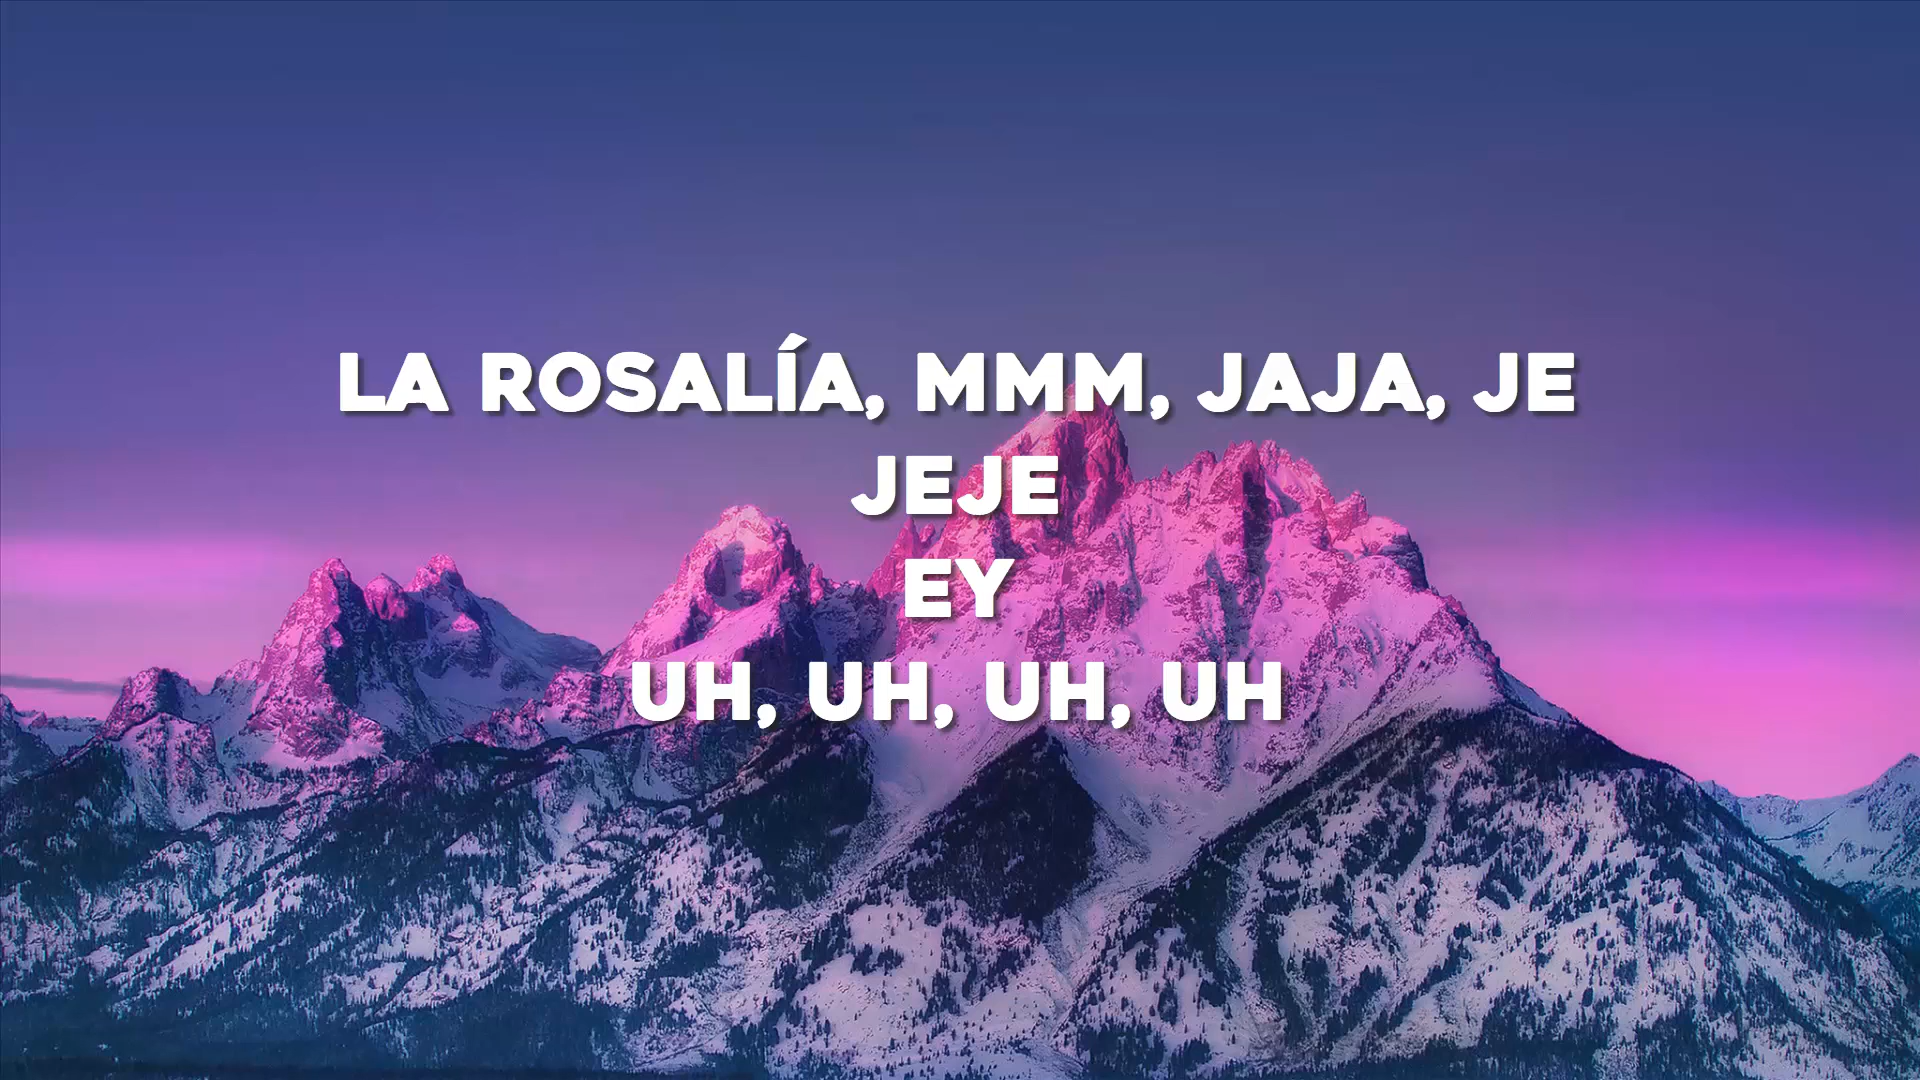 LA ROSALÍA, MMM, JAJA, JE
JEJE
EY
UH, UH, UH, UH